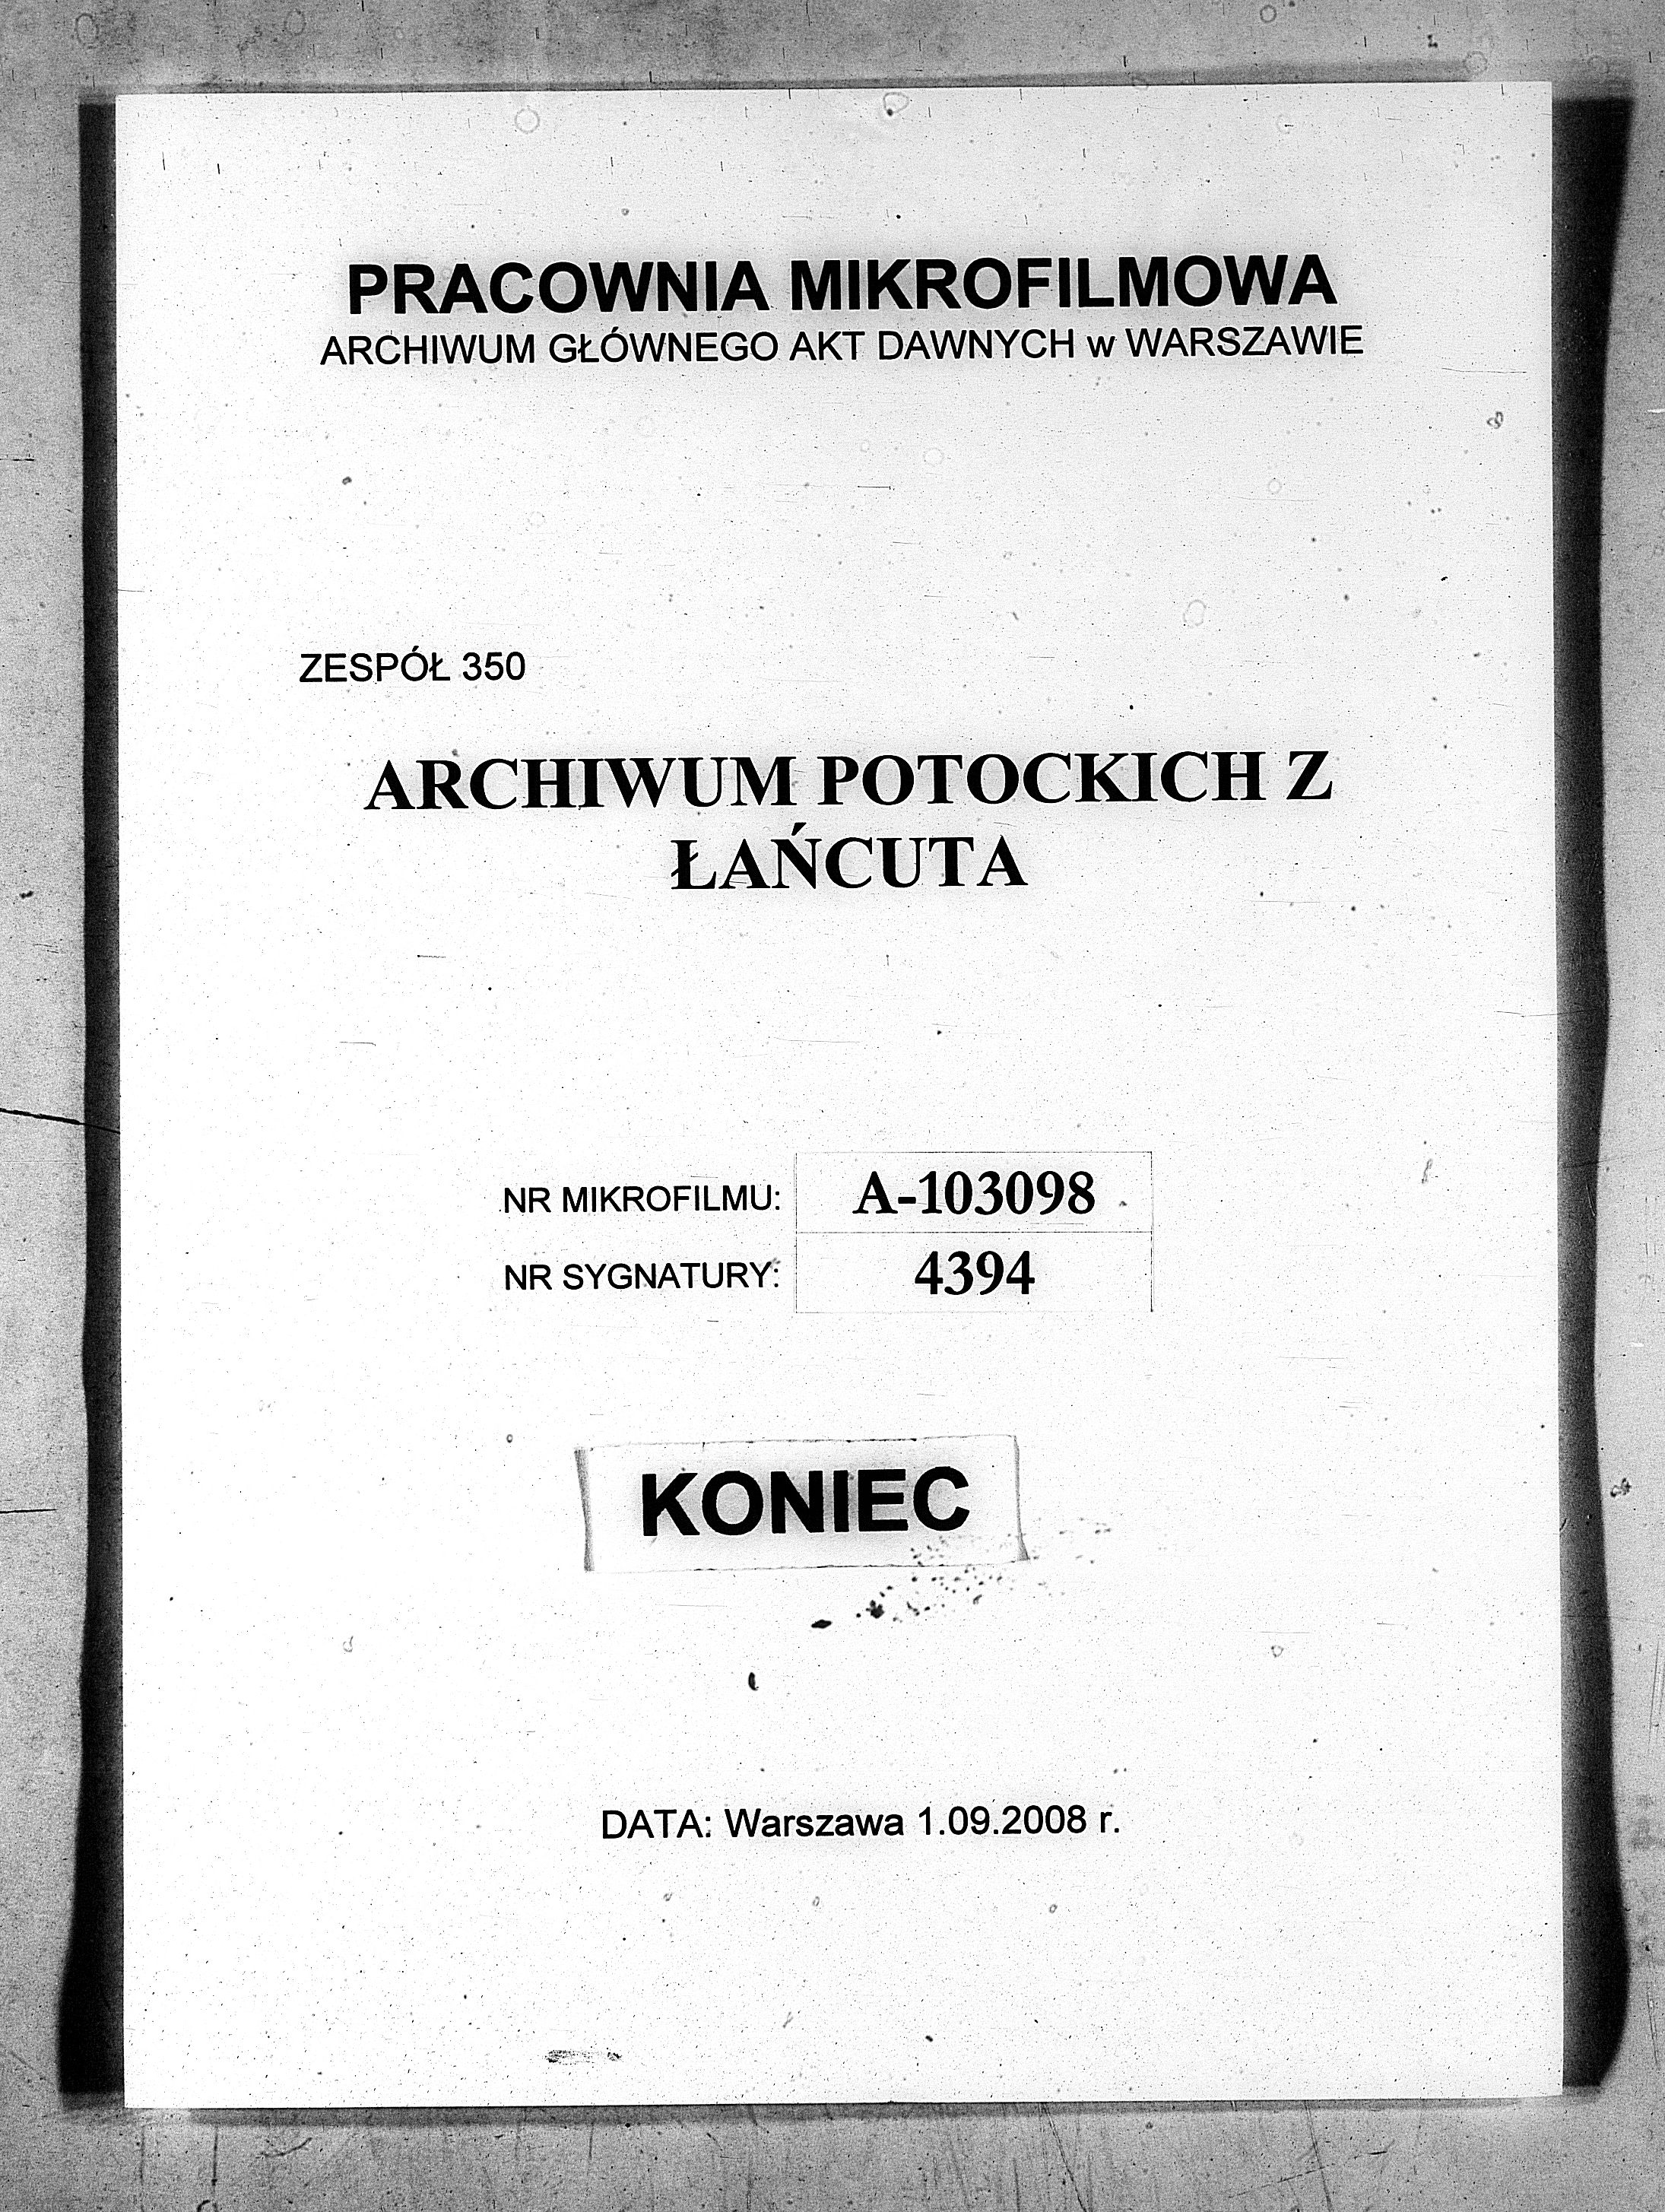 PRACOWNIA MIKROFILMOWA
ARCHIWUM GŁÓWNEGO AKT DAWNYCH w WARSZAWIE
ZESPÓŁ 350
ARCHIWUM POTOCKICH Z
ŁAŃCUTA
NR MIKROFILMU: A-103098
NR SYGNATURY: 4394
KONIEC
DATA: Warszawa 1.09.2008 r.